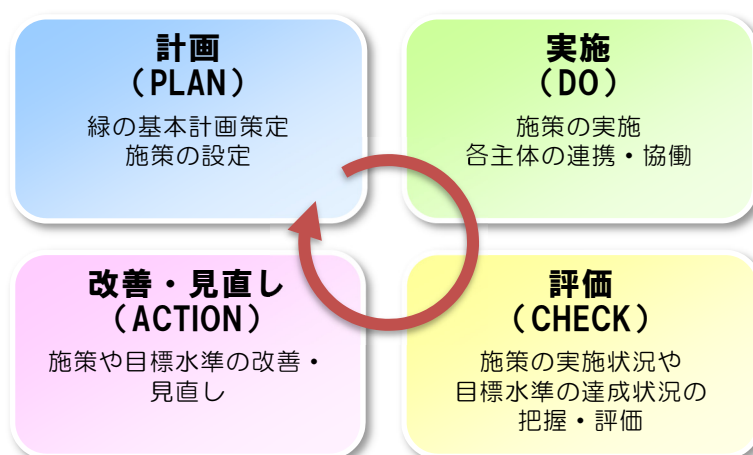 計画
（PLAN）
緑の基本計画策定
施策の設定
実施
（DO）
施策の実施
各主体の連携・協働
改善・見直し
（ACTION）
施策や目標水準の改善・
見直し
評価
（CHECK）
施策の実施状況や
目標水準の達成状況の
把握・評価